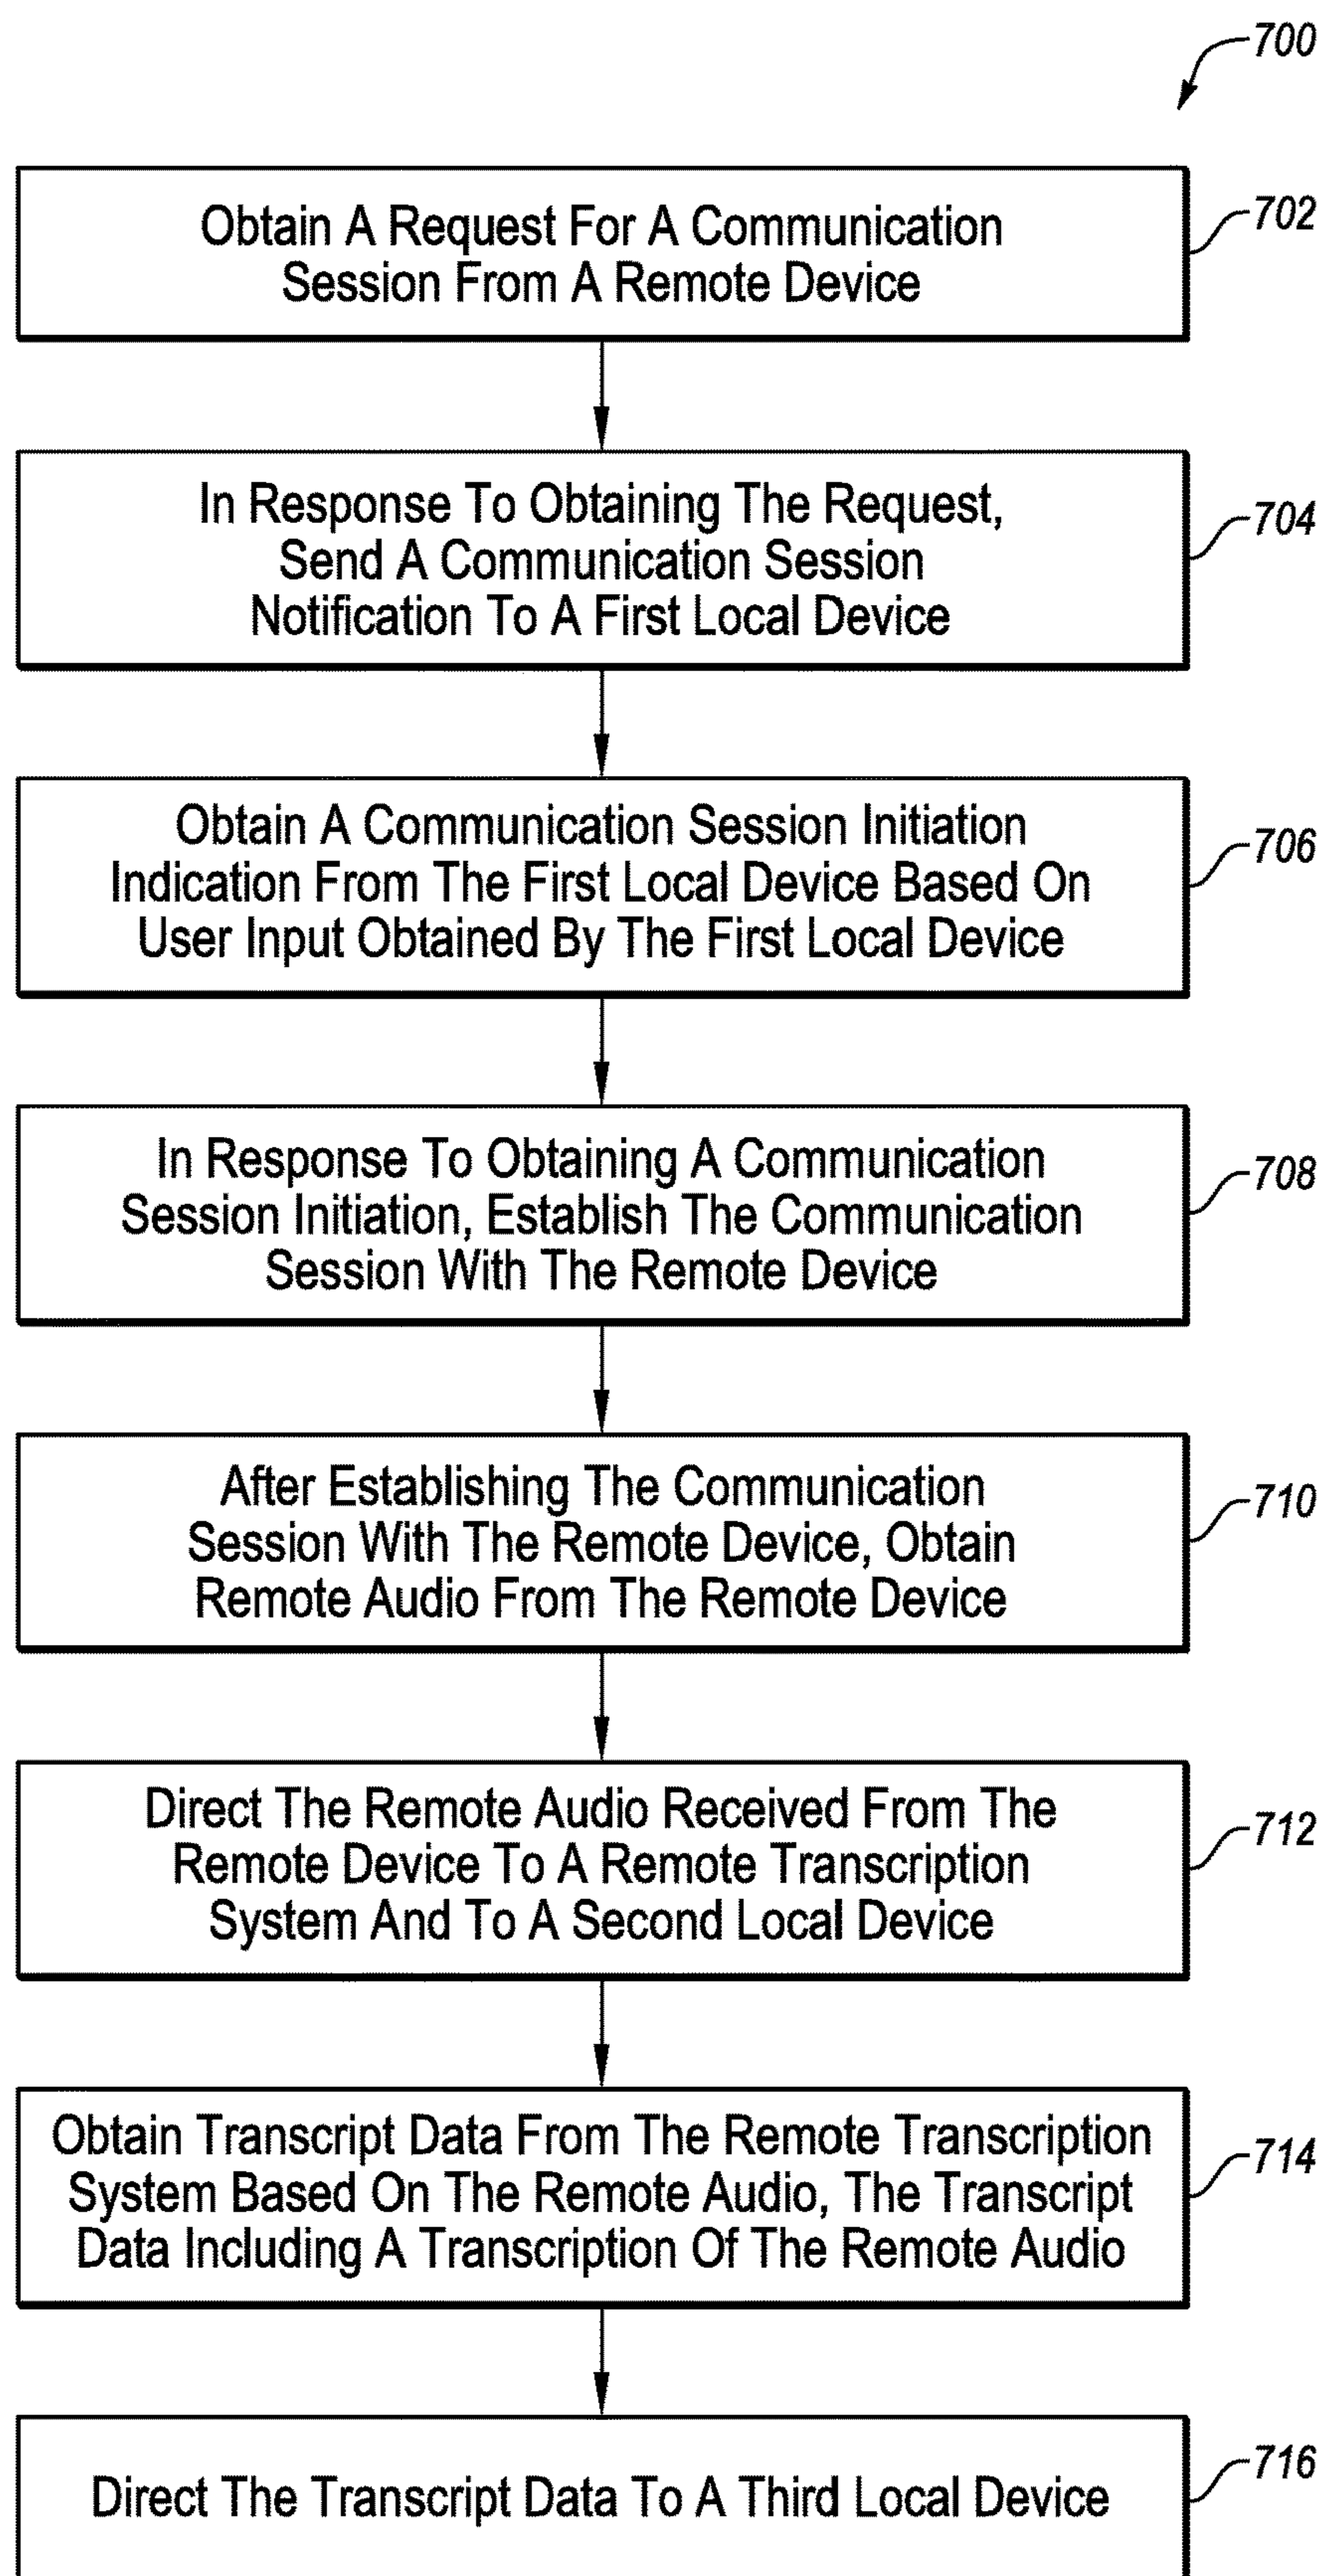 700
Obtain A Request For A Communication
Session From A Remote Device
702
In Response To Obtaining The Request,
Send A Communication Session
Notification To A First Local Device
704
Obtain A Communication Session Initiation
Indication From The First Local Device Based On
User Input Obtained By The First Local Device
706
In Response To Obtaining A Communication
Session Initiation, Establish The Communication
Session With The Remote Device
708
After Establishing The Communication
Session With The Remote Device, Obtain
Remote Audio From The Remote Device
710
Direct The Remote Audio Received From The
Remote Device To A Remote Transcription
System And To A Second Local Device
712
Obtain Transcript Data From The Remote Transcription
System Based On The Remote Audio, The Transcript
Data Including A Transcription Of The Remote Audio
714
Direct The Transcript Data To A Third Local Device
716